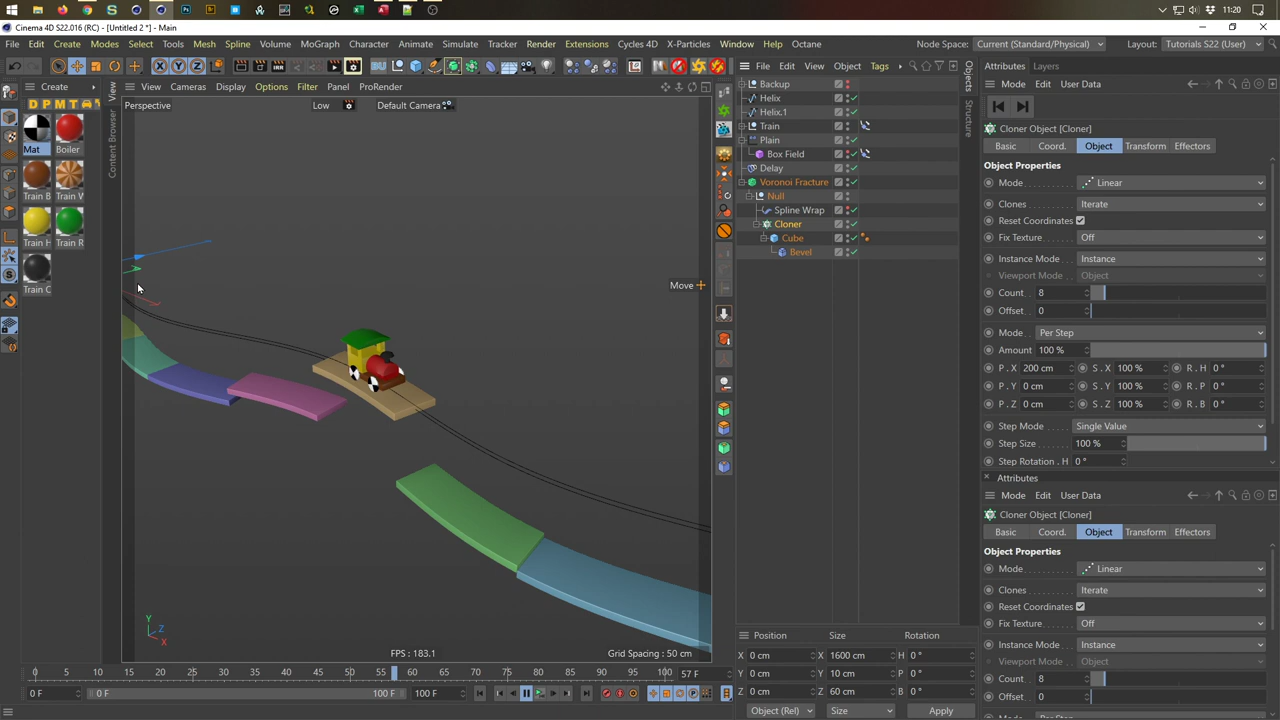 11:20
Cinema 4D S22.016 (RC) - [Untitled 2 *] - Main
File Edit Create Modes Select Tools Mesh Spline Volume MoGraph Character Animate Simulate Tracker Render Extensions Cycles 4D X-Particles Window Help Octane Node Space: Current (Standard/Physical) Layout: Tutorials S22 (User)
Create View Cameras Display Options Filter Panel ProRender File Edit View Object Tags
Attributes Layers
Mode Edit User Data
D P M T
Perspective Low Default Camera
View
Content Browser
Objects
Structure
Mat Boiler
Train B Train W
Train H Train R
Train C
Backup
Helix
Helix.1
Train
Plain
Box Field
Delay
Voronoi Fracture
Null
Spline Wrap
Cloner
Cube
Bevel
Move
Y
Z
X
FPS : 183.1 Grid Spacing : 50 cm
Cloner Object [Cloner]
Basic Coord. Object Transform Effectors
Object Properties
Mode Linear
Clones Iterate
Reset Coordinates
Fix Texture Off
Instance Mode Instance
Viewport Mode Object
Count 8
Offset 0
Mode Per Step
Amount 100 %
P . X 200 cm S . X 100 % R . H 0 °
P . Y 0 cm S . Y 100 % R . P 0 °
P . Z 0 cm S . Z 100 % R . B 0 °
Step Mode Single Value
Step Size 100 %
Step Rotation . H 0 °
Attributes
Mode Edit User Data
Cloner Object [Cloner]
Basic Coord. Object Transform Effectors
Object Properties
Mode Linear
Clones Iterate
Reset Coordinates
Fix Texture Off
Instance Mode Instance
Viewport Mode Object
Count 8
Offset 0
Mode Per Step
0 5 10 15 20 25 30 35 40 45 50 55 60 65 70 75 80 85 90 95 100 57 F
0 F 0 F 100 F 100 F
Position Size Rotation
X 0 cm X 1600 cm H 0 °
Y 0 cm Y 10 cm P 0 °
Z 0 cm Z 60 cm B 0 °
Object (Rel) Size Apply